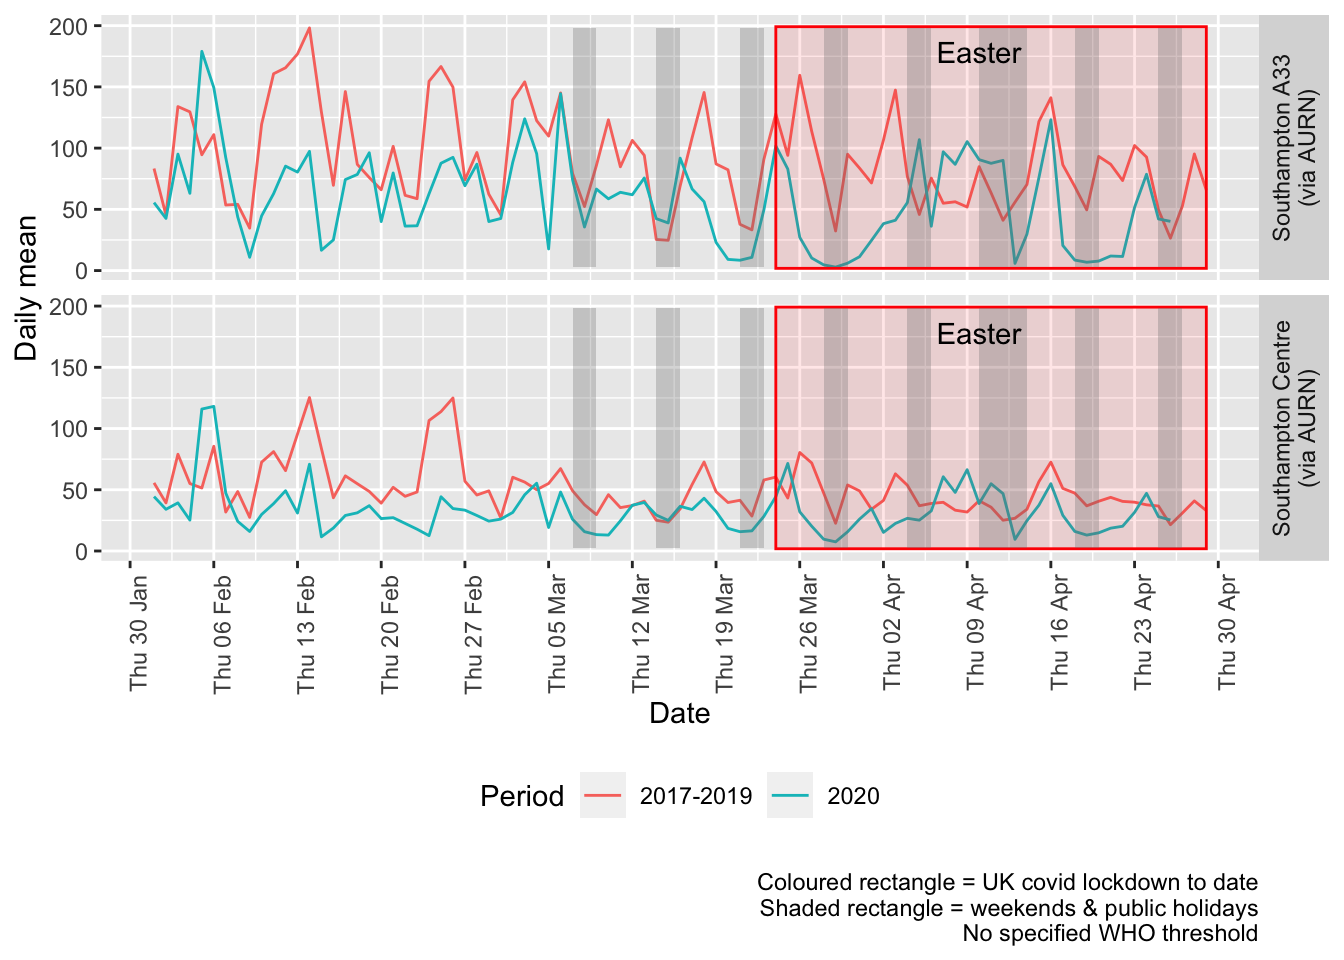 Daily mean
200
150
100
50
0
Easter
Southampton A33
(via AURN)
200
150
100
50
0
Easter
Southampton Centre
(via AURN)
Thu 30 Jan
Thu 06 Feb
Thu 13 Feb
Thu 20 Feb
Thu 27 Feb
Thu 05 Mar
Thu 12 Mar
Thu 19 Mar
Thu 26 Mar
Thu 02 Apr
Thu 09 Apr
Thu 16 Apr
Thu 23 Apr
Thu 30 Apr
Date
Period 2017-2019 2020
Coloured rectangle = UK covid lockdown to date
Shaded rectangle = weekends & public holidays
No specified WHO threshold